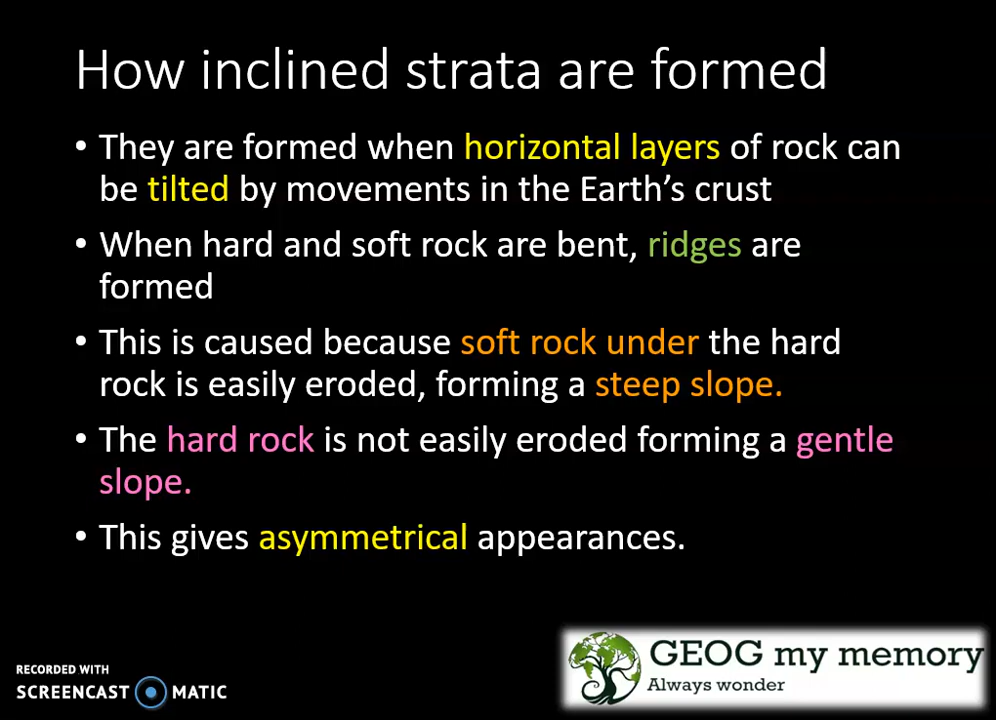 How inclined strata are formed
• They are formed when horizontal layers of rock can
be tilted by movements in the Earth's crust
• When hard and soft rock are bent, ridges are
formed
• This is caused because soft rock under the hard
rock is easily eroded, forming a steep slope.
• The hard rock is not easily eroded forming a gentle
slope.
• This gives asymmetrical appearances.
RECORDED WITH
SCREENCAST MATIC
GEOG my memory
Always wonder